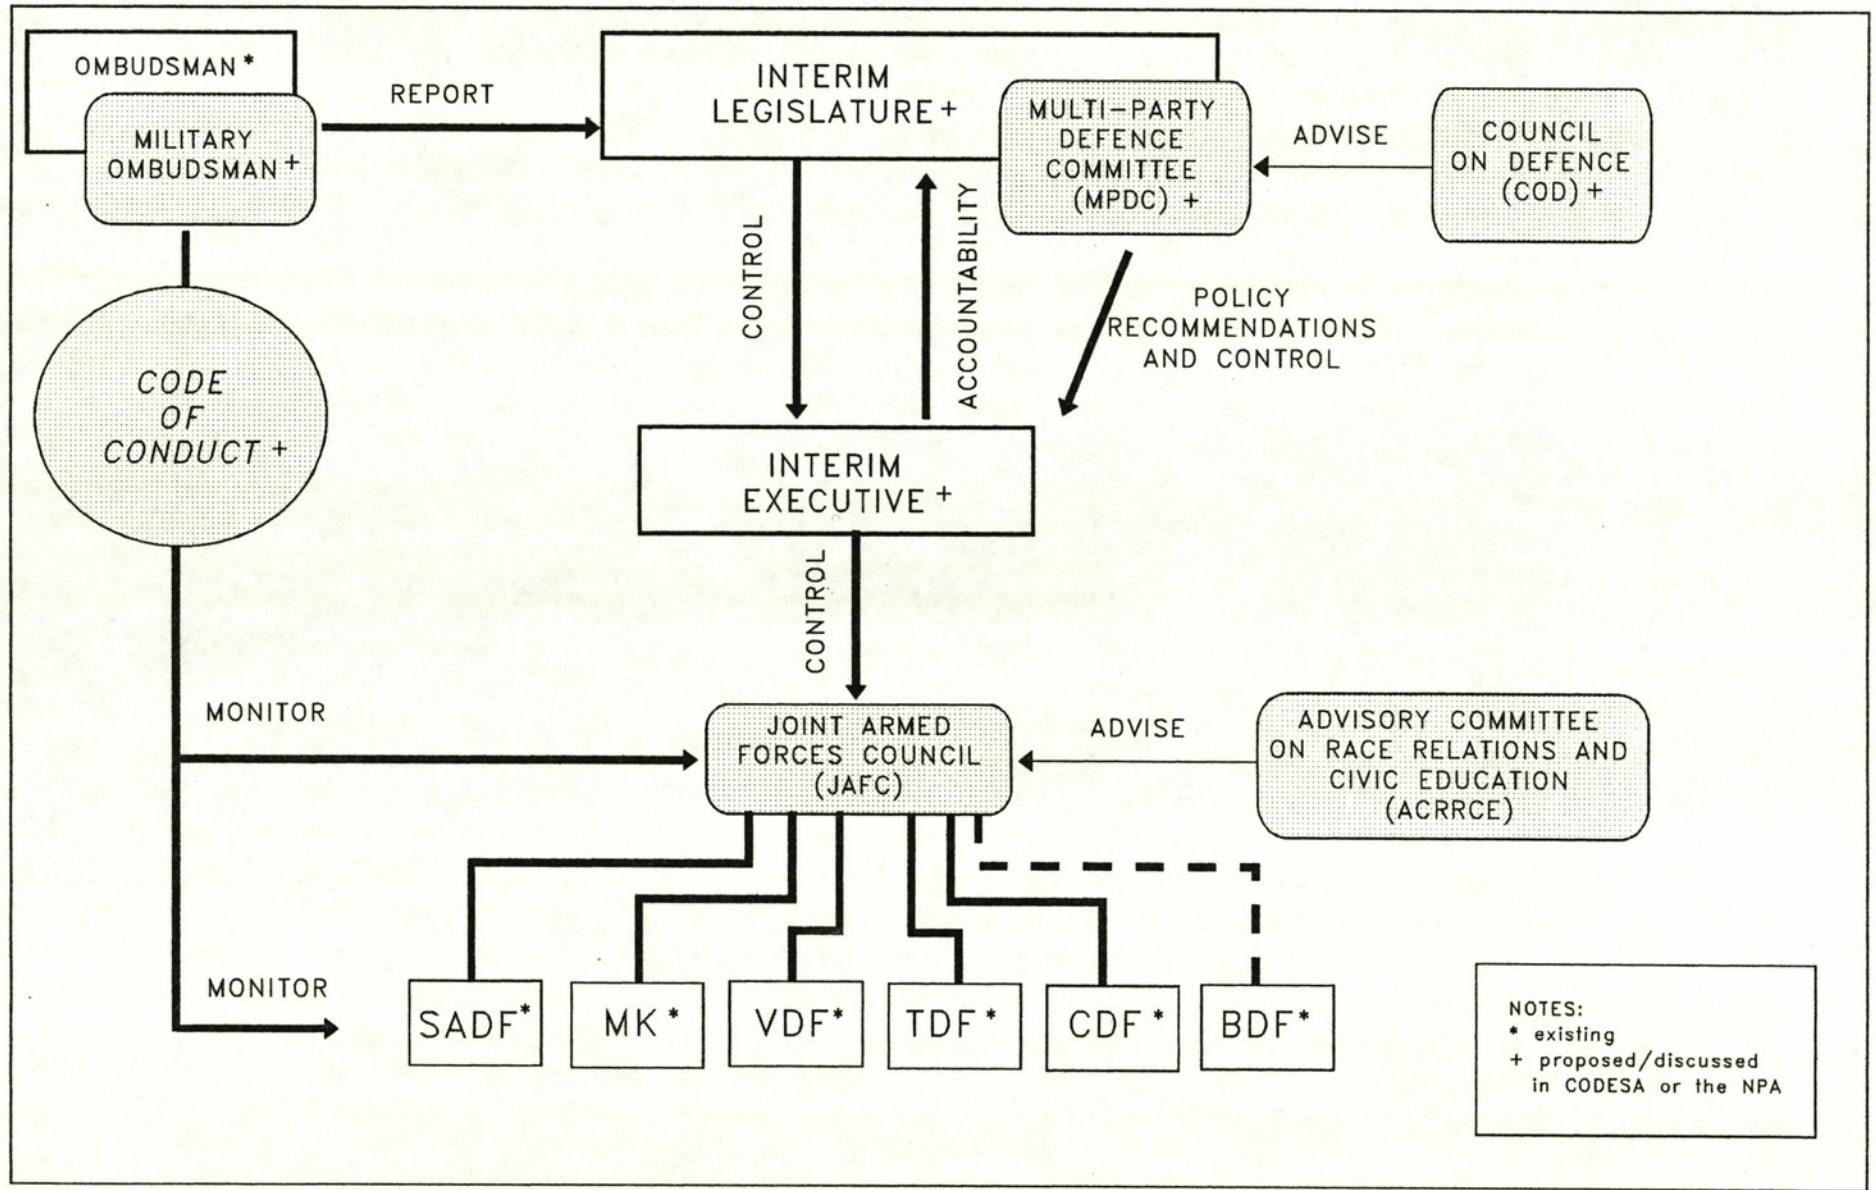 OMBUDSMAN *
MILITARY
OMBUDSMAN +
REPORT
INTERIM
LEGISLATURE +
MULTI-PARTY
DEFENCE
COMMITTEE
(MPDC) +
ADVISE
COUNCIL
ON DEFENCE
(COD) +
CONTROL
ACCOUNTABILITY
POLICY
RECOMMENDATIONS
AND CONTROL
CODE
OF
CONDUCT +
INTERIM
EXECUTIVE +
CONTROL
MONITOR
JOINT ARMED
FORCES COUNCIL
(JAFC)
ADVISE
ADVISORY COMMITTEE
ON RACE RELATIONS AND
CIVIC EDUCATION
(ACRRCE)
MONITOR
SADF *
MK *
VDF *
TDF *
CDF *
BDF *
NOTES:
* existing
+ proposed/discussed
in CODESA or the NPA